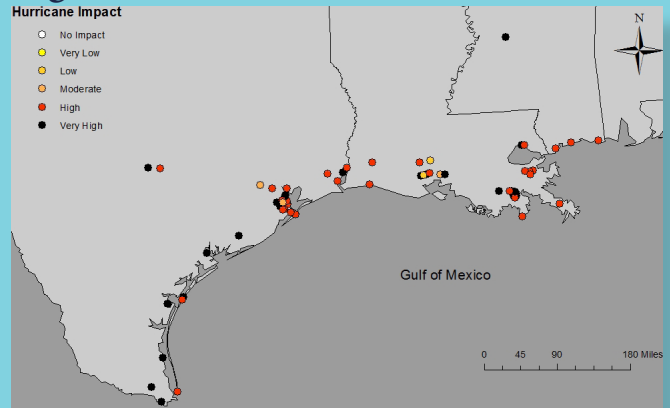 Hurricane Impact
No Impact
Very Low
Low
Moderate
High
Very High
N
Gulf of Mexico
0 45 90 180 Miles